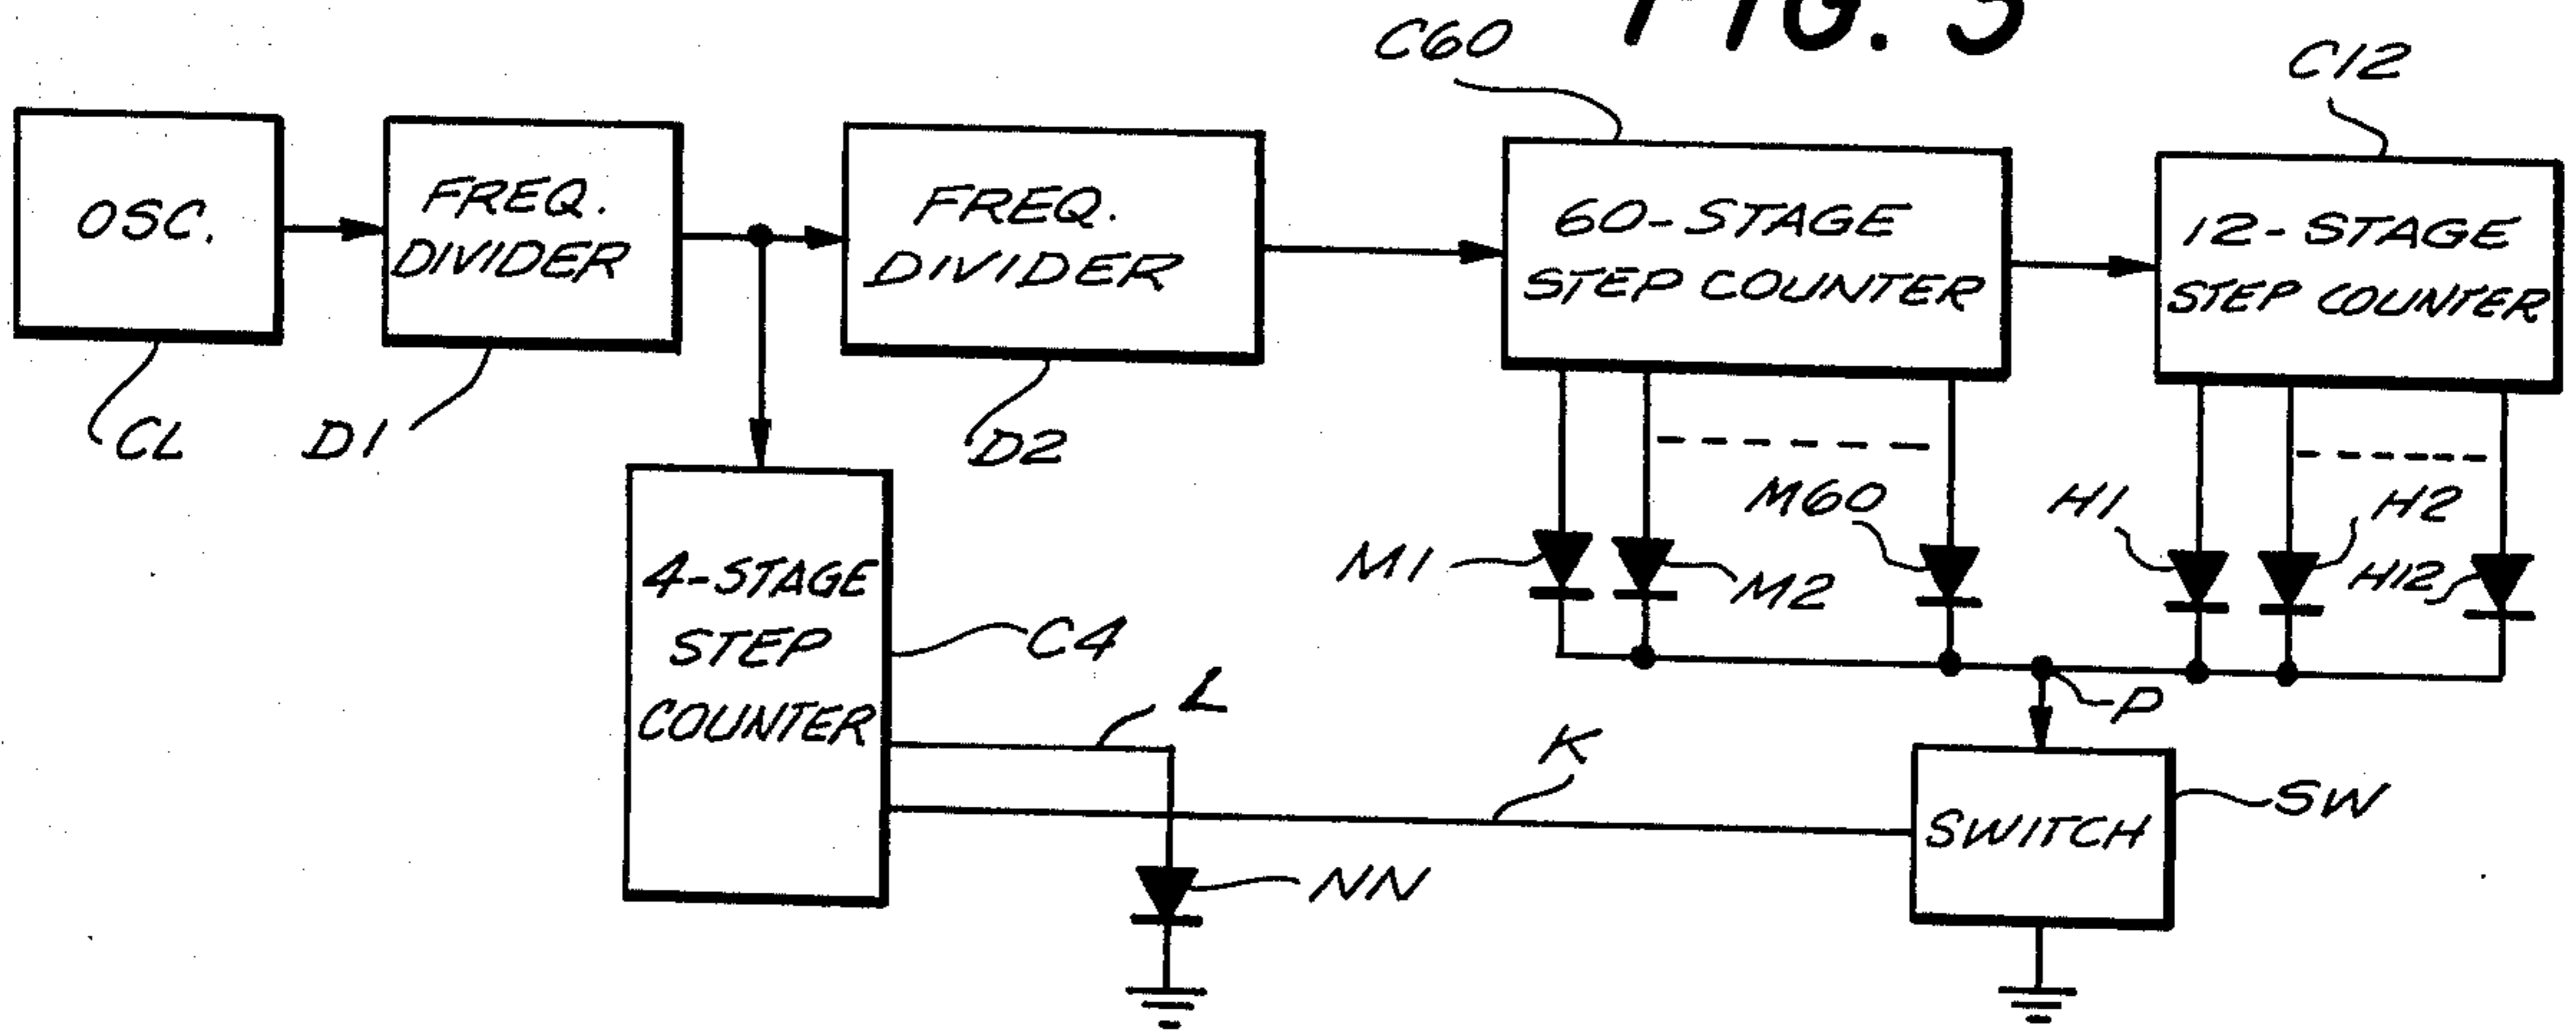 FIG. 3
C60
C12
OSC.
FREQ.
DIVIDER
FREQ.
DIVIDER
60-STAGE
STEP COUNTER
12-STAGE
STEP COUNTER
CL
D1
D2
M60
H1
H2
M1
M2
H12
4-STAGE
STEP
COUNTER
C4
L
K
P
SWITCH
SW
NN